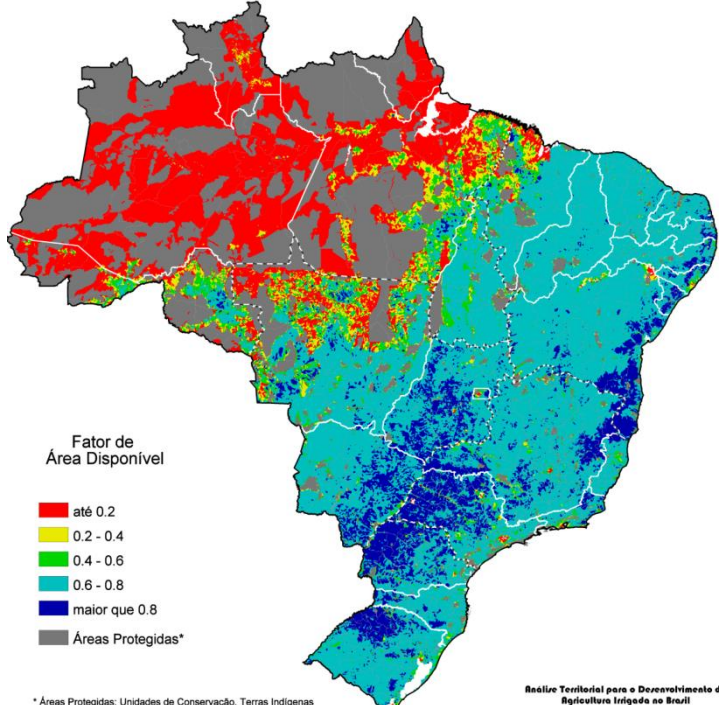 Fator de
Área Disponível
até 0.2
0.2 - 0.4
0.4 - 0.6
0.6 - 0.8
maior que 0.8
Áreas Protegidas*
* Áreas Protegidas: Unidades de Conservação, Terras Indígenas
Análise Territorial para o Desenvolvimento d
Agricultura Irrigada no Brasil